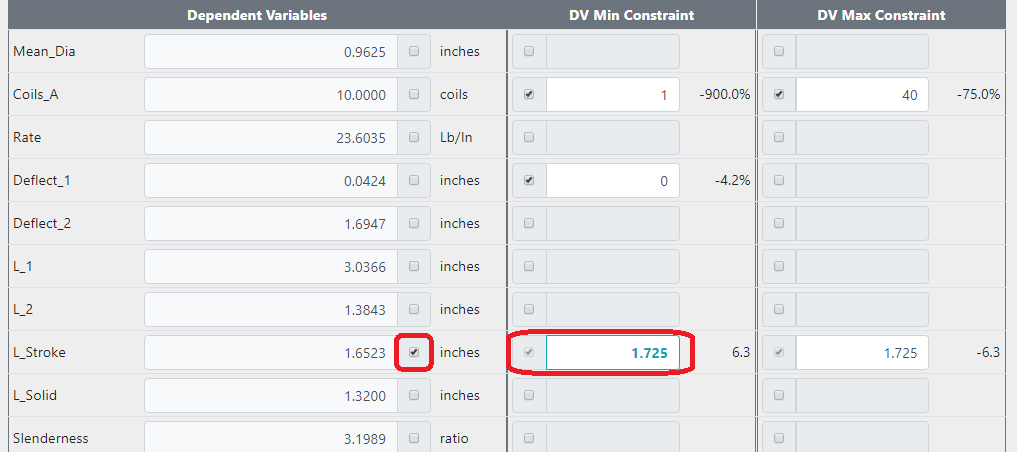 Dependent Variables DV Min Constraint DV Max Constraint
Mean_Dia 0.9625 inches
Coils_A 10.0000 coils 1 -900.0% 40 -75.0%
Rate 23.6035 Lb/In
Deflect_1 0.0424 inches 0 -4.2%
Deflect_2 1.6947 inches
L_1 3.0366 inches
L_2 1.3843 inches
L_Stroke 1.6523 inches 1.725 6.3 1.725 -6.3
L_Solid 1.3200 inches
Slenderness 3.1989 ratio